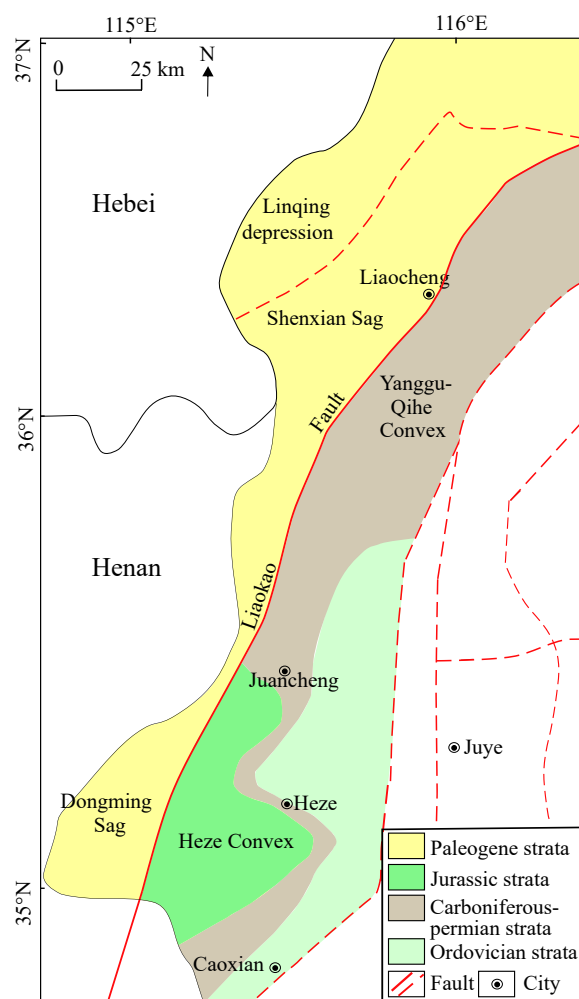 115°E
116°E
37°N
0
25 km
N
Hebei
Linqing
depression
Liaocheng
Shenxian Sag
Yanggu-
Qihe
Convex
36°N
Fault
Henan
Liaokao
Juancheng
Juye
Dongming
Sag
Heze
Heze Convex
35°N
Caoxian
Paleogene strata
Jurassic strata
Carboniferous-
permian strata
Ordovician strata
Fault
City